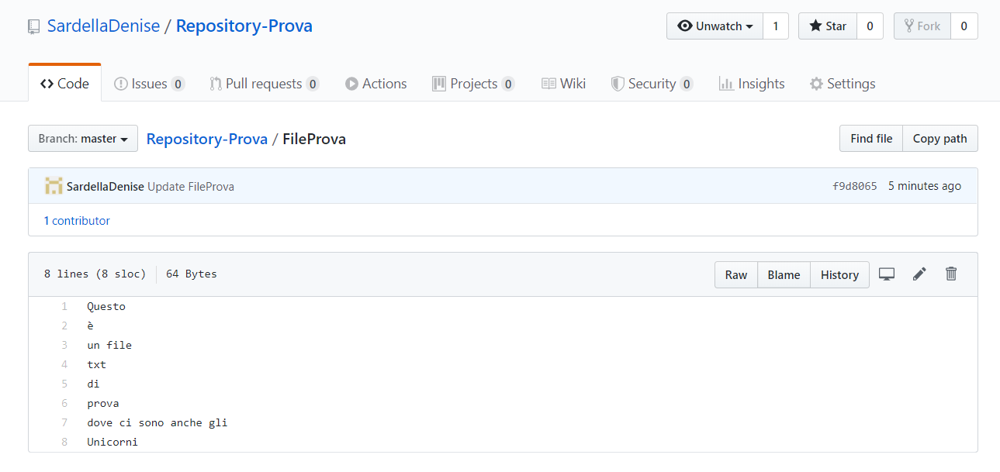 SardellaDenise / Repository-Prova
Unwatch 1 Star 0 Fork 0
Code Issues 0 Pull requests 0 Actions Projects 0 Wiki Security 0 Insights Settings
Branch: master Repository-Prova / FileProva Find file Copy path
SardellaDenise Update FileProva f9d8065 5 minutes ago
1 contributor
8 lines (8 sloc) 64 Bytes Raw Blame History
1 Questo
2 è
3 un file
4 txt
5 di
6 prova
7 dove ci sono anche gli
8 Unicorni